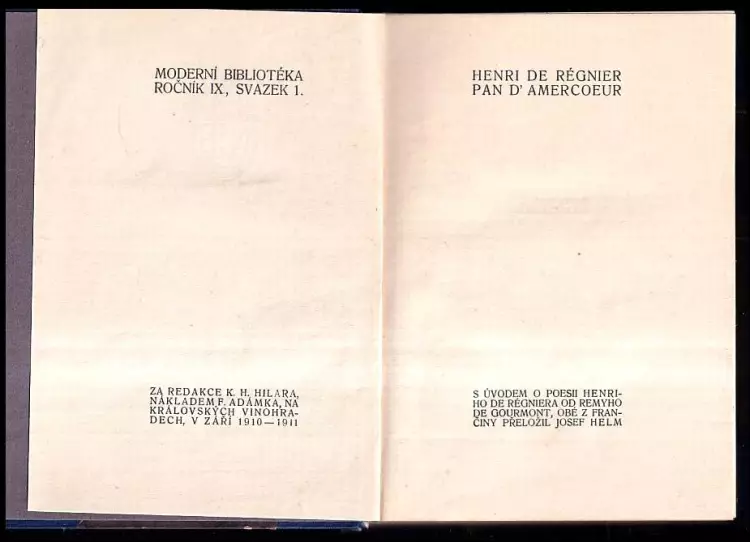 MODERNÍ BIBLIOTÉKA
ROČNÍK IX., SVAZEK 1.
ZA REDAKCE K. H. HILARA,
NÁKLADEM F. ADÁMKA, NA
KRÁLOVSKÝCH VINOHRA-
DECH, V ZÁŘÍ 1910—1911
HENRI DE RÉGNIER
PAN D' AMERCOEUR
S ÚVODEM O POESII HENRI-
HO DE RÉGNIERA OD REMYHO
DE GOURMONT, OBÉ Z FRAN-
ČINY PŘELOŽIL JOSEF HELM